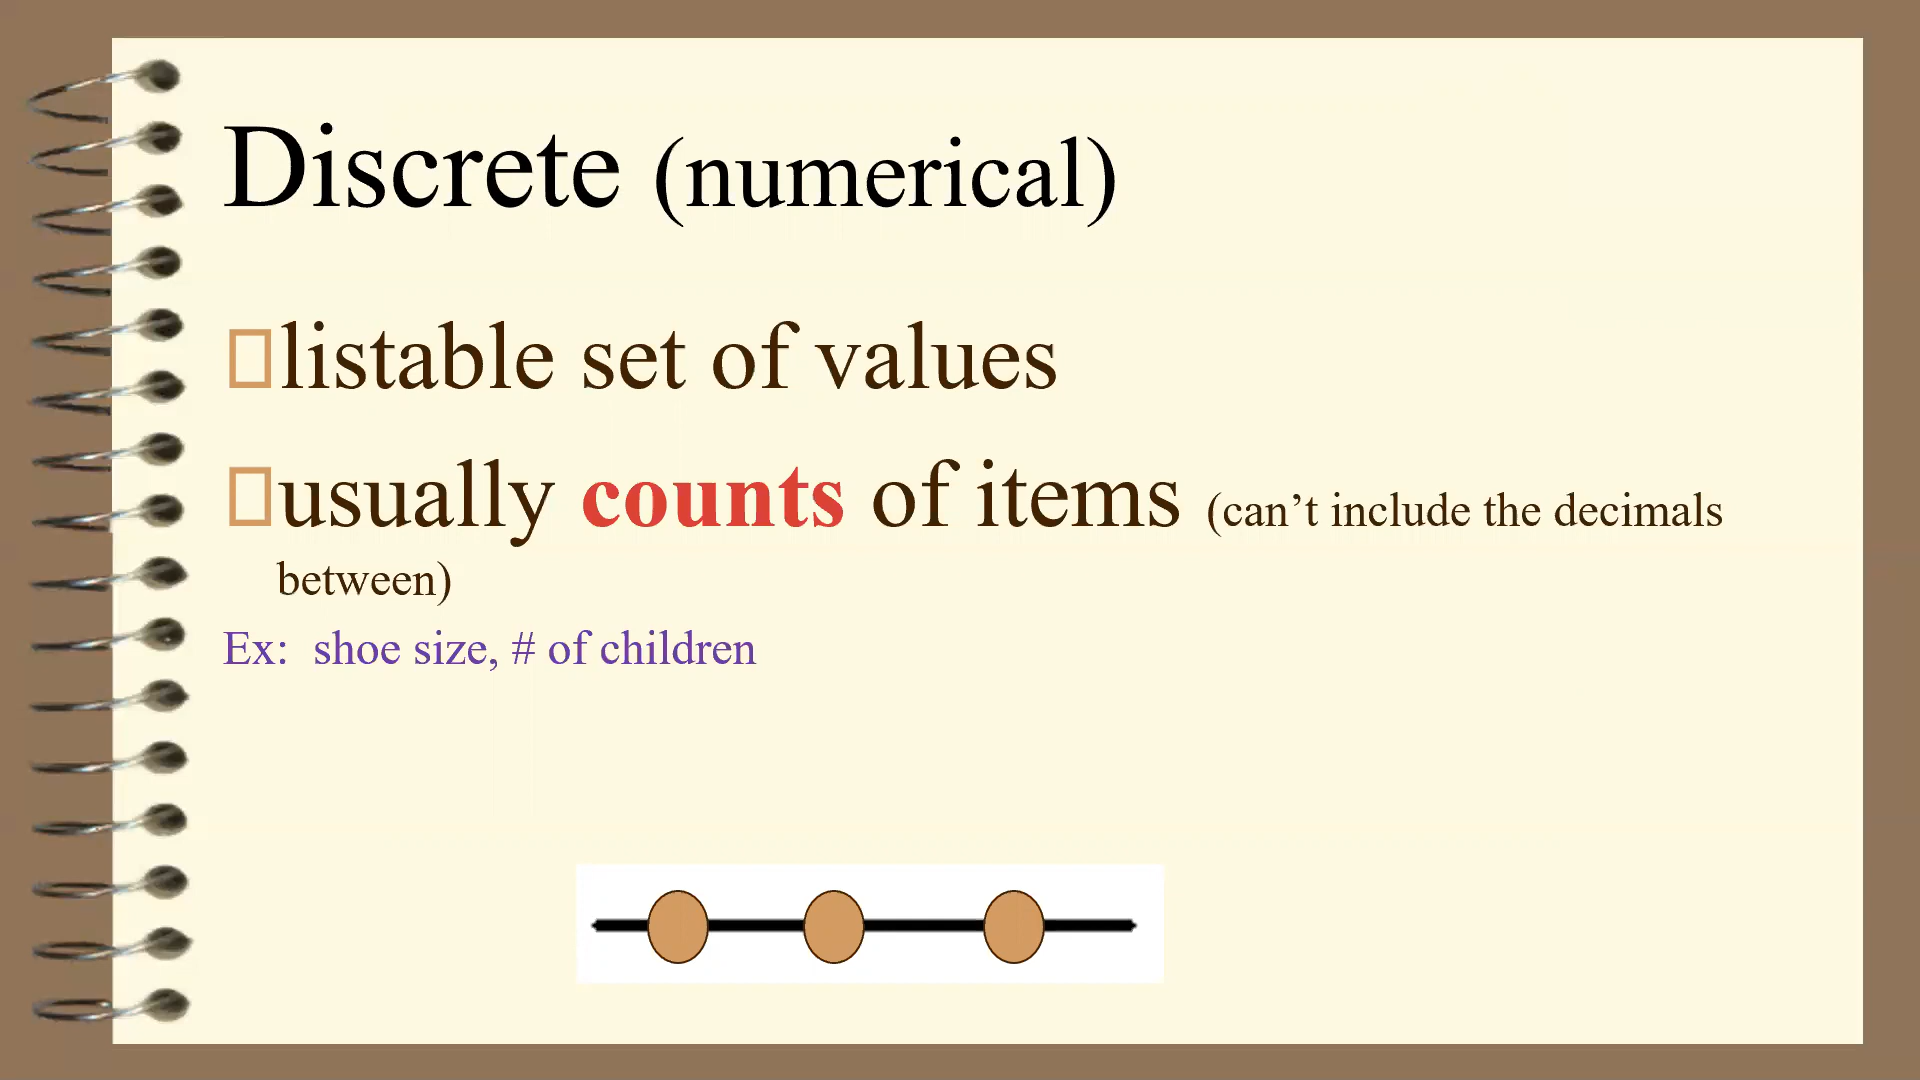 Discrete (numerical)
listable set of values
usually counts of items (can’t include the decimals
between)
Ex:  shoe size, # of children